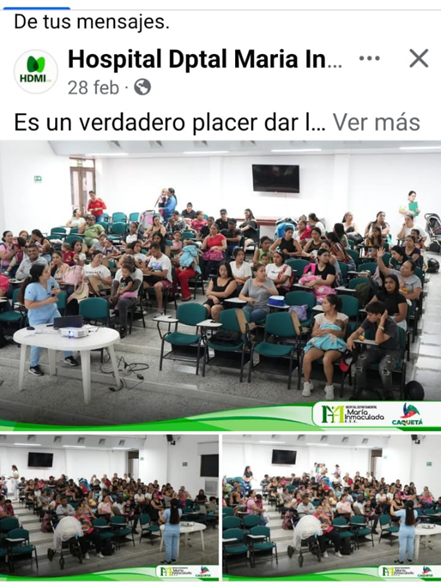 De tus mensajes.
HDMI
Hospital Dptal Maria In...
28 feb ·
Es un verdadero placer dar l... Ver más
María
Inmaculada
E.S.E.
CAQUETÁ